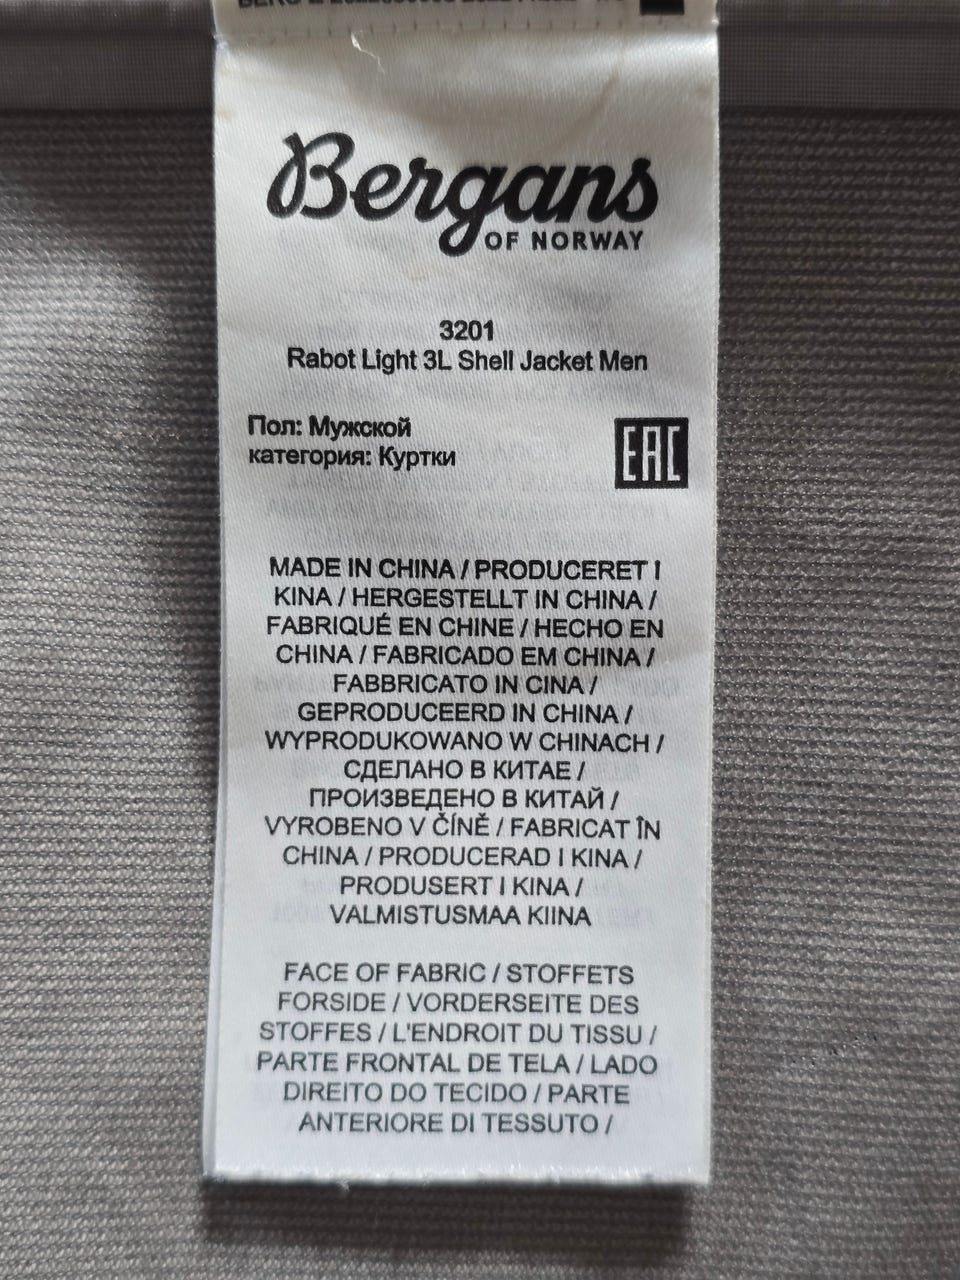 Bergans
OF NORWAY
3201
Rabot Light 3L Shell Jacket Men
Пол: Мужской
категория: Куртки
EAC
MADE IN CHINA / PRODUCERET I
KINA / HERGESTELLT IN CHINA /
FABRIQUÉ EN CHINE / HECHO EN
CHINA / FABRICADO EM CHINA /
FABBRICATO IN CINA /
GEPRODUCEERD IN CHINA /
WYPRODUKOWANO W CHINACH /
СДЕЛАНО В КИТАЕ /
ПРОИЗВЕДЕНО В КИТАЙ /
VYROBENO V ČÍNĚ / FABRICAT ÎN
CHINA / PRODUCERAD I KINA /
PRODUSERT I KINA /
VALMISTUSMAA KIINA
FACE OF FABRIC / STOFFETS
FORSIDE / VORDERSEITE DES
STOFFES / L'ENDROIT DU TISSU /
PARTE FRONTAL DE TELA / LADO
DIREITO DO TECIDO / PARTE
ANTERIORE DI TESSUTO /